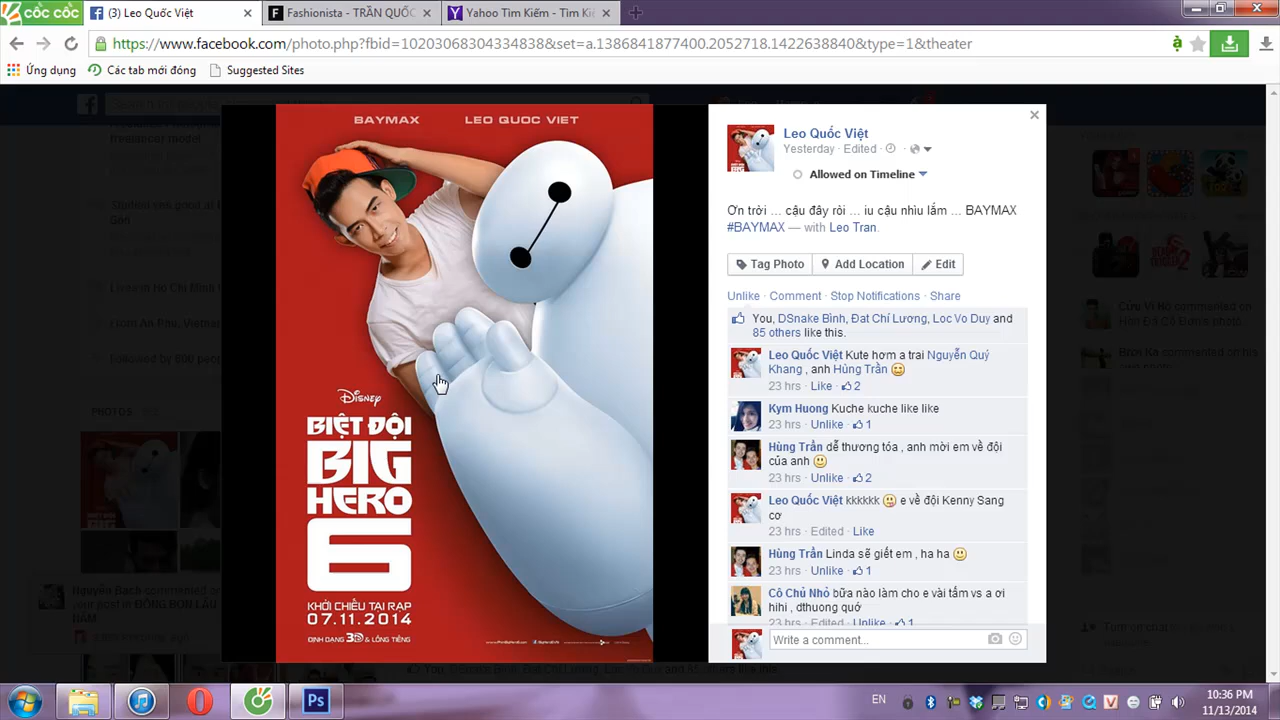 cốc cốc
(3) Leo Quốc Việt
Fashionista - TRẦN QUỐC
Yahoo Tìm Kiếm - Tìm Ki
https://www.facebook.com/photo.php?fbid=10203068304334838&set=a.1386841877400.2052718.1422638840&type=1&theater
Ứng dụng
Các tab mới đóng
Suggested Sites
BAYMAX
LEO QUOC VIET
Disney
BIỆT ĐỘI
BIG
HERO
6
KHỞI CHIẾU TẠI RẠP
07.11.2014
ĐỊNH DẠNG 3D & LỒNG TIẾNG
Leo Quốc Việt
Yesterday · Edited
Allowed on Timeline
Ơn trời ... cậu đây rồi ... iu cậu nhìu lắm ... BAYMAX
#BAYMAX — with Leo Tran.
Tag Photo
Add Location
Edit
Unlike · Comment · Stop Notifications · Share
You, DSnake Bình, Đat Chí Lương, Loc Vo Duy and
85 others like this.
Leo Quốc Việt Kute hơm a trai Nguyễn Quý
Khang , anh Hùng Trần
23 hrs · Like · 2
Kym Huong Kuche kuche like like
23 hrs · Unlike · 1
Hùng Trần dễ thương tóa , anh mời em về đội
của anh
23 hrs · Unlike · 2
Leo Quốc Việt kkkkkk e về đội Kenny Sang
cơ
23 hrs · Edited · Like
Hùng Trần Linda sẽ giết em , ha ha
23 hrs · Unlike · 1
Cô Chủ Nhỏ bữa nào làm cho e vài tấm vs a ơi
hihi , dthuong quớ
23 hrs · Edited · Unlike · 1
Write a comment...
PHOTOS
Ps
EN
10:36 PM
11/13/2014